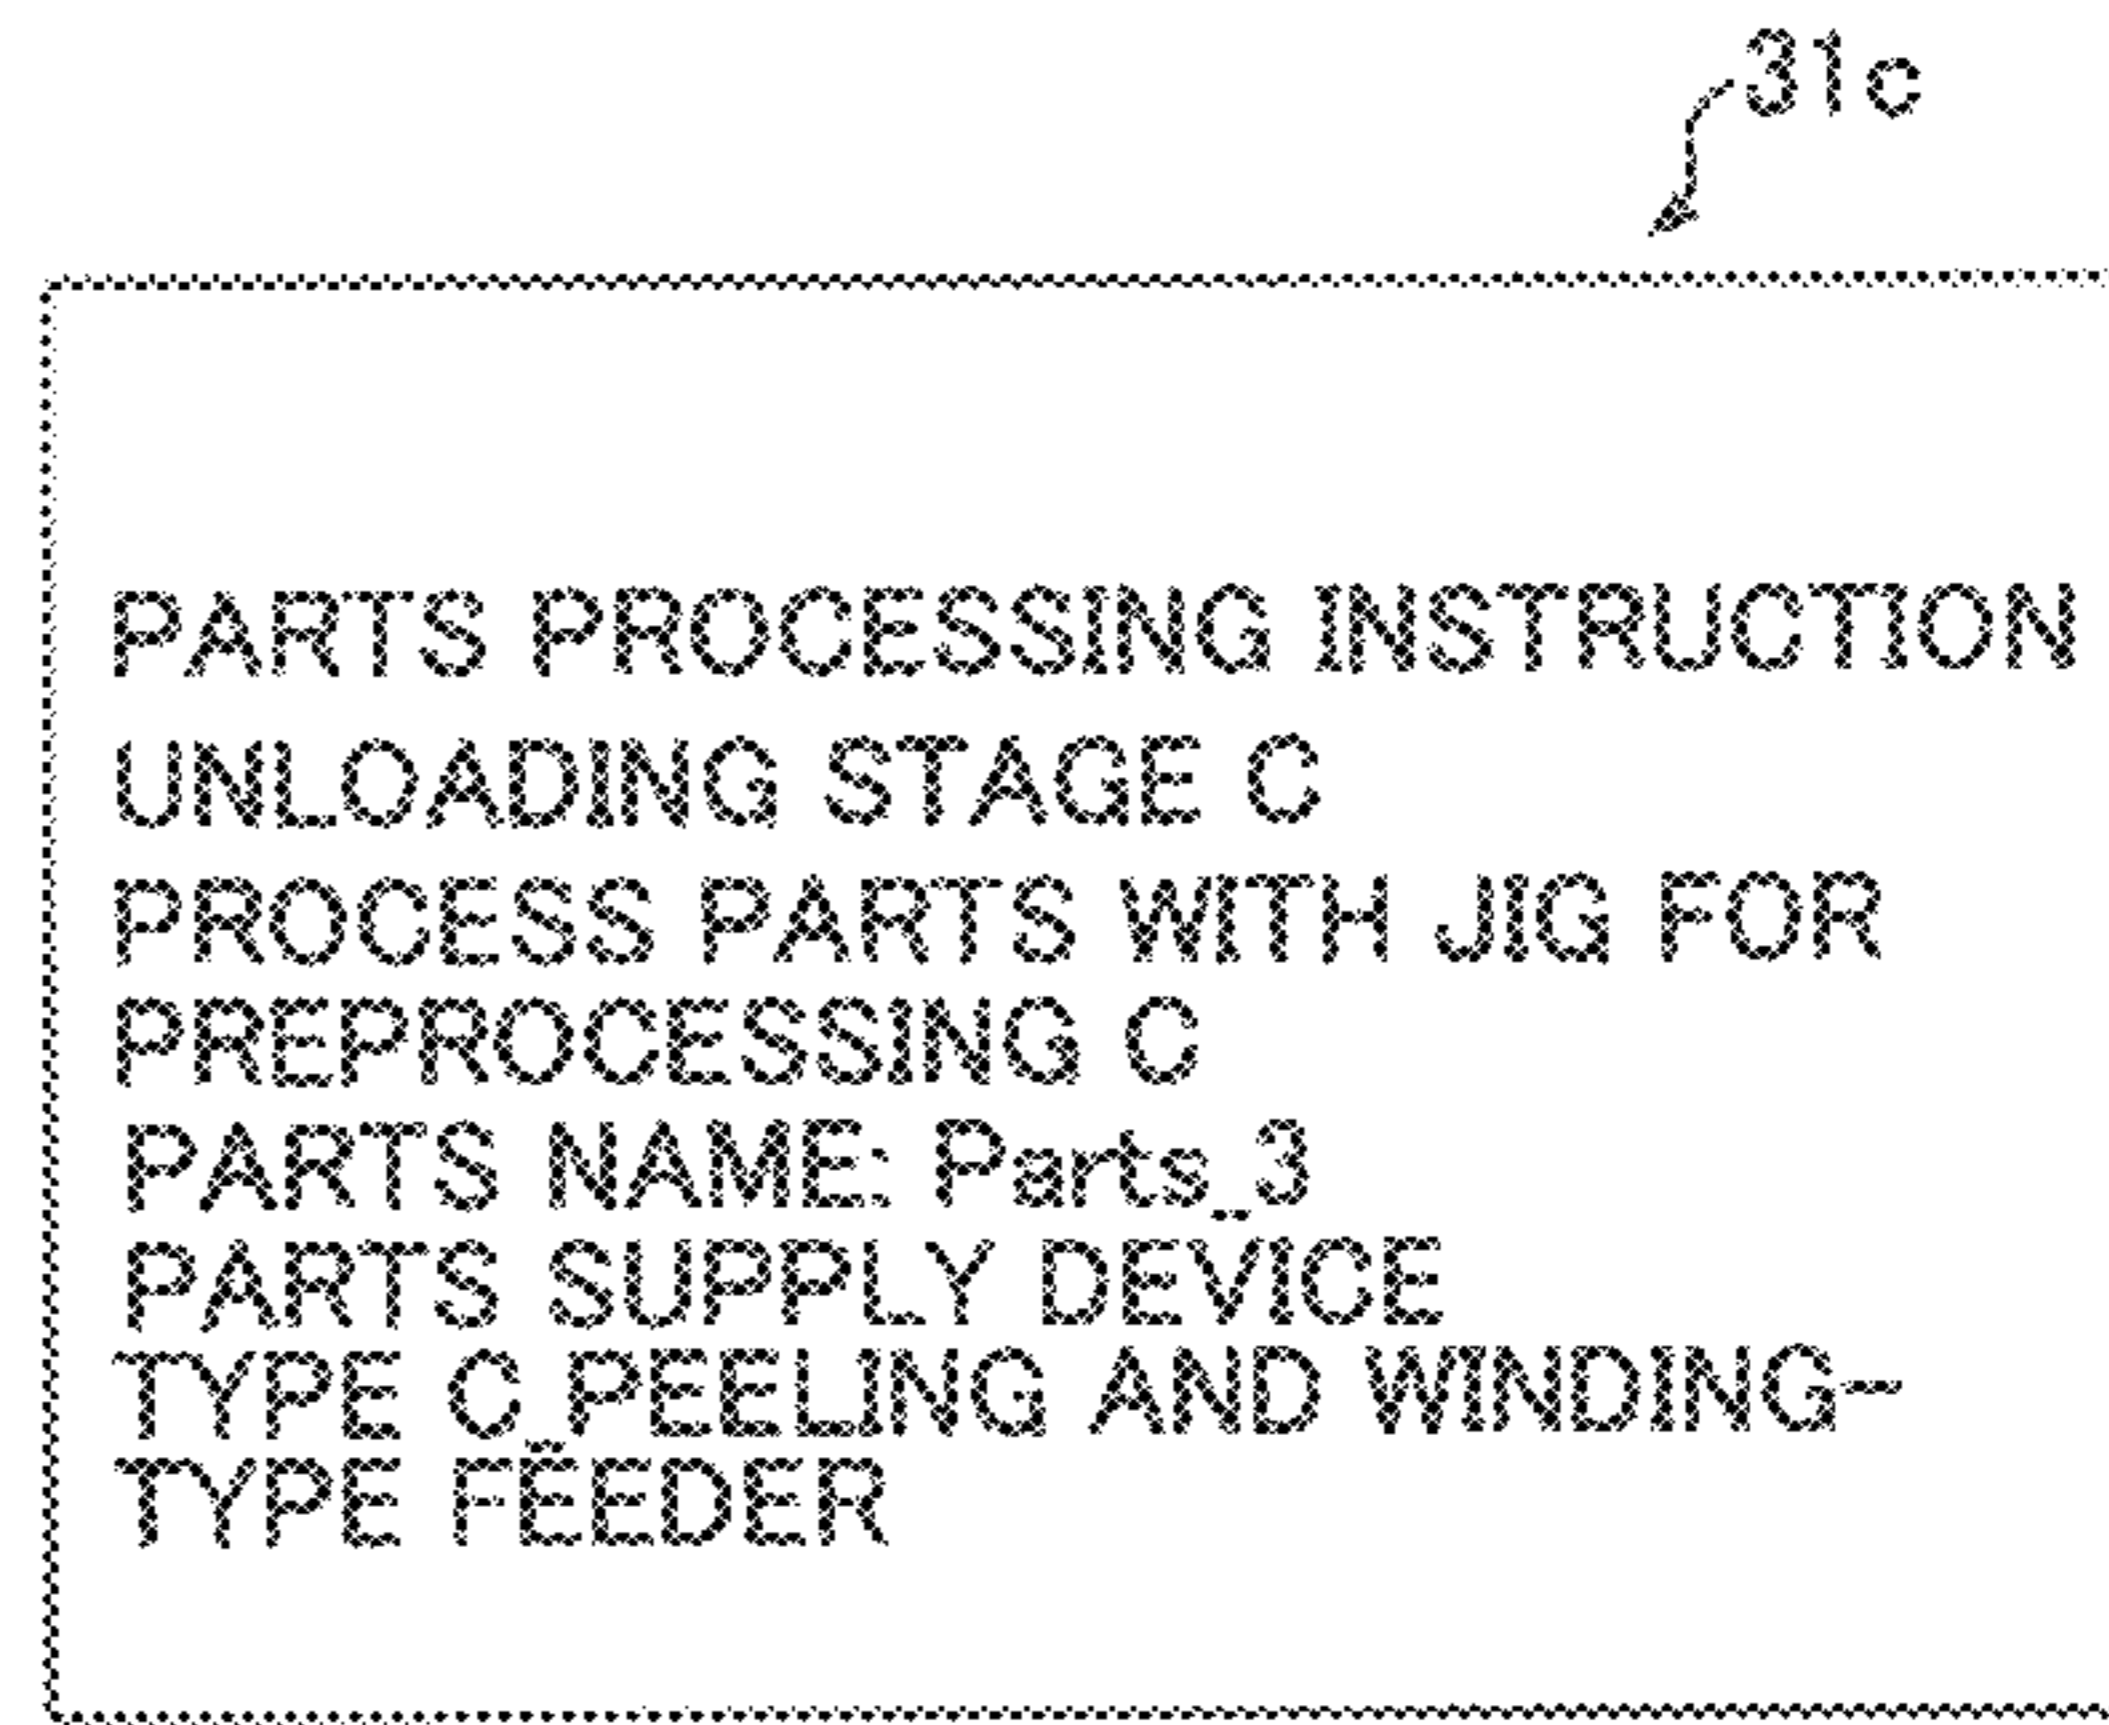 31c
PARTS PROCESSING INSTRUCTION
UNLOADING STAGE C
PROCESS PARTS WITH JIG FOR
PREPROCESSING C
PARTS NAME: Parts_3
PARTS SUPPLY DEVICE
TYPE C_PEELING AND WINDING-
TYPE FEEDER